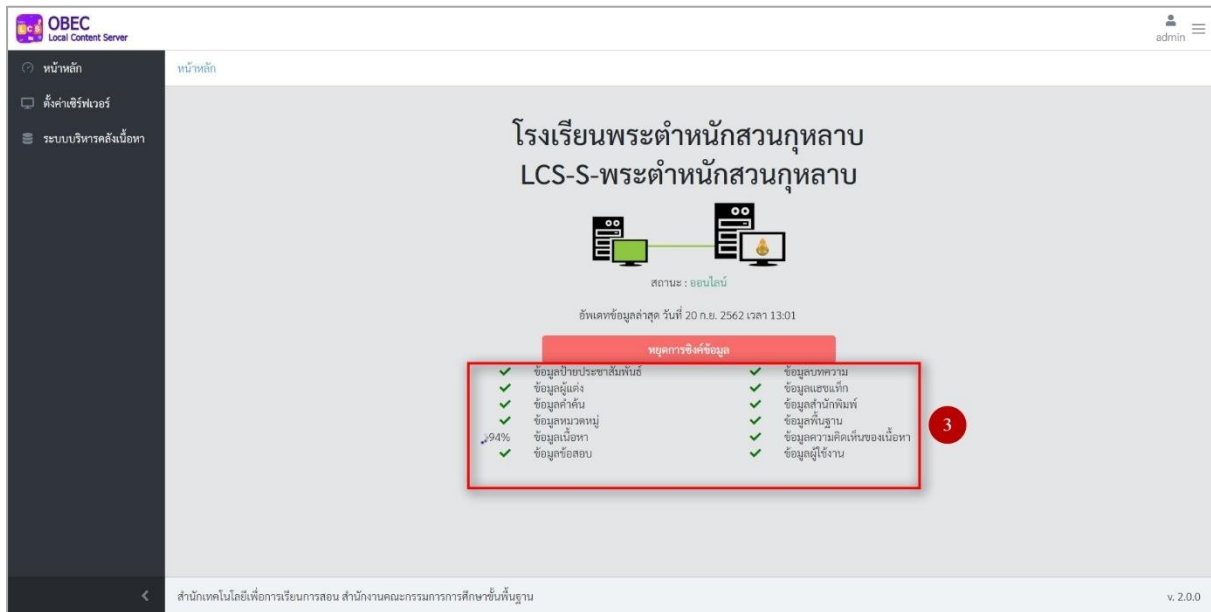 OBEC
Local Content Server
admin
หน้าหลัก
ตั้งค่าเซิร์ฟเวอร์
ระบบบริหารคลังเนื้อหา
หน้าหลัก
โรงเรียนพระตำหนักสวนกุหลาบ
LCS-S-พระตำหนักสวนกุหลาบ
สถานะ : ออนไลน์
อัพเดทข้อมูลล่าสุด วันที่ 20 ก.ย. 2562 เวลา 13:01
หยุดการซิงค์ข้อมูล
ข้อมูลป้ายประชาสัมพันธ์ ข้อมูลบทความ
ข้อมูลผู้แต่ง ข้อมูลแฮชแท็ก
ข้อมูลคำค้น ข้อมูลสำนักพิมพ์
ข้อมูลหมวดหมู่ ข้อมูลพื้นฐาน
94% ข้อมูลเนื้อหา ข้อมูลความคิดเห็นของเนื้อหา
ข้อมูลข้อสอบ ข้อมูลผู้ใช้งาน
3
สำนักเทคโนโลยีเพื่อการเรียนการสอน สำนักงานคณะกรรมการการศึกษาขั้นพื้นฐาน
v. 2.0.0